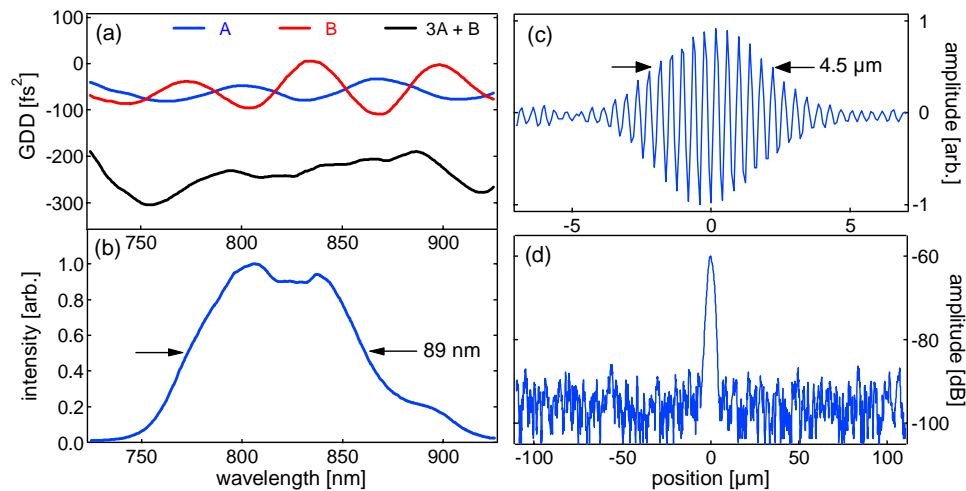 (a)
A
B
3A + B
GDD [fs2]
0
-100
-200
-300
750
800
850
900
(b)
intensity [arb.]
1.0
0.8
0.6
0.4
0.2
0.0
89 nm
750
800
850
900
wavelength [nm]
(c)
4.5 µm
amplitude [arb.]
1
0
-1
-5
0
5
(d)
amplitude [dB]
-60
-80
-100
-100
-50
0
50
100
position [µm]